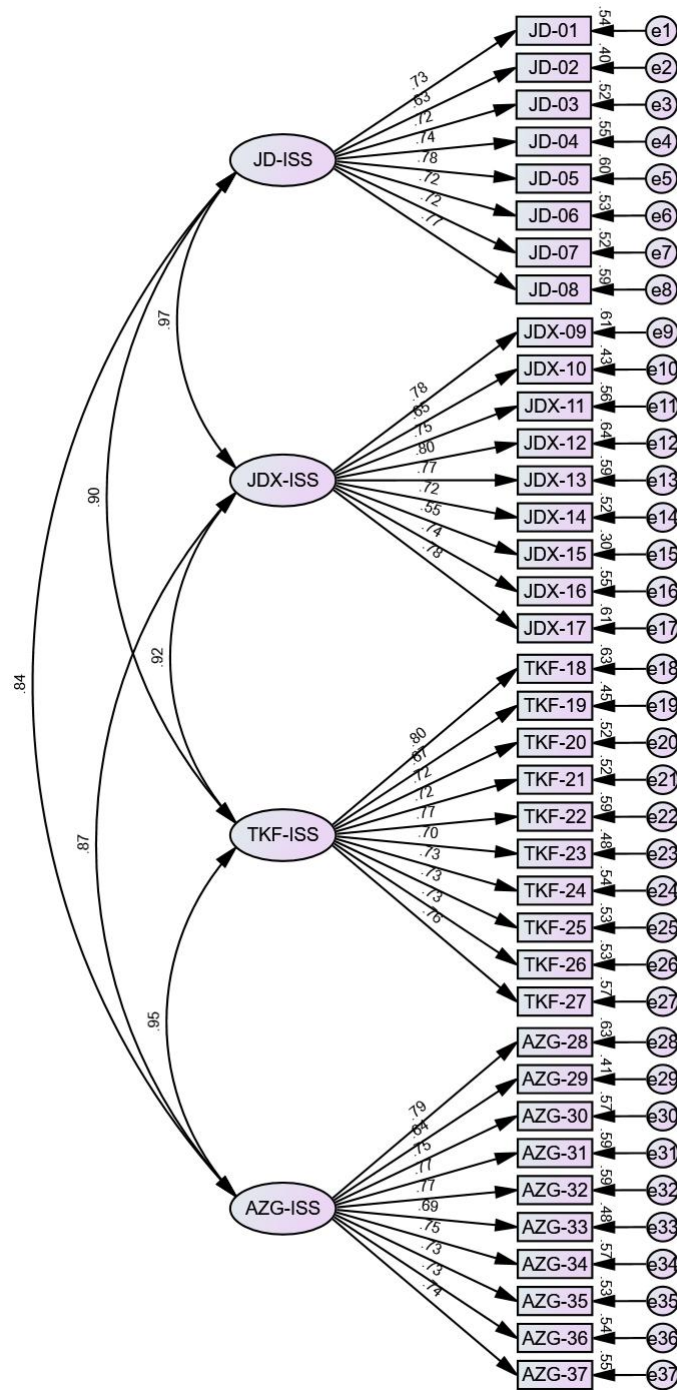 .54
JD-01
e1
.40
JD-02
e2
.52
JD-03
e3
.55
JD-04
e4
.60
JD-05
e5
.53
JD-06
e6
.52
JD-07
e7
.59
JD-08
e8
.73
.63
.72
.74
.78
.72
.72
.77
JD-ISS
.61
JDX-09
e9
.43
JDX-10
e10
.56
JDX-11
e11
.64
JDX-12
e12
.59
JDX-13
e13
.52
JDX-14
e14
.30
JDX-15
e15
.55
JDX-16
e16
.61
JDX-17
e17
.78
.65
.75
.80
.77
.72
.55
.74
.78
JDX-ISS
.63
TKF-18
e18
.45
TKF-19
e19
.52
TKF-20
e20
.52
TKF-21
e21
.59
TKF-22
e22
.48
TKF-23
e23
.54
TKF-24
e24
.53
TKF-25
e25
.53
TKF-26
e26
.57
TKF-27
e27
.80
.67
.72
.72
.77
.70
.73
.73
.73
.76
TKF-ISS
.63
AZG-28
e28
.41
AZG-29
e29
.57
AZG-30
e30
.59
AZG-31
e31
.59
AZG-32
e32
.48
AZG-33
e33
.57
AZG-34
e34
.53
AZG-35
e35
.54
AZG-36
e36
.55
AZG-37
e37
.79
.64
.75
.77
.77
.69
.75
.73
.73
.74
AZG-ISS
.97
.90
.92
.84
.87
.95